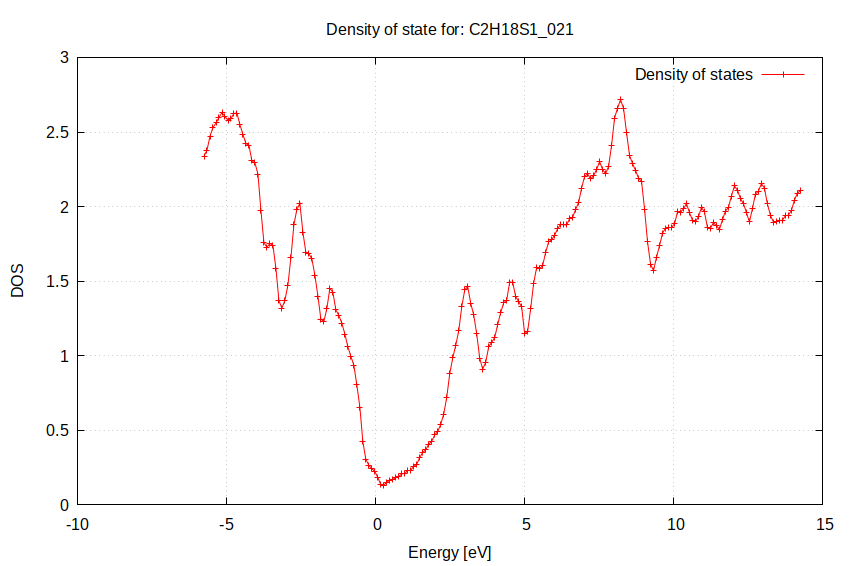 Density of state for: C2H18S1_021
Density of states
3
2.5
2
1.5
1
0.5
0
DOS
-10 -5 0 5 10 15
Energy [eV]